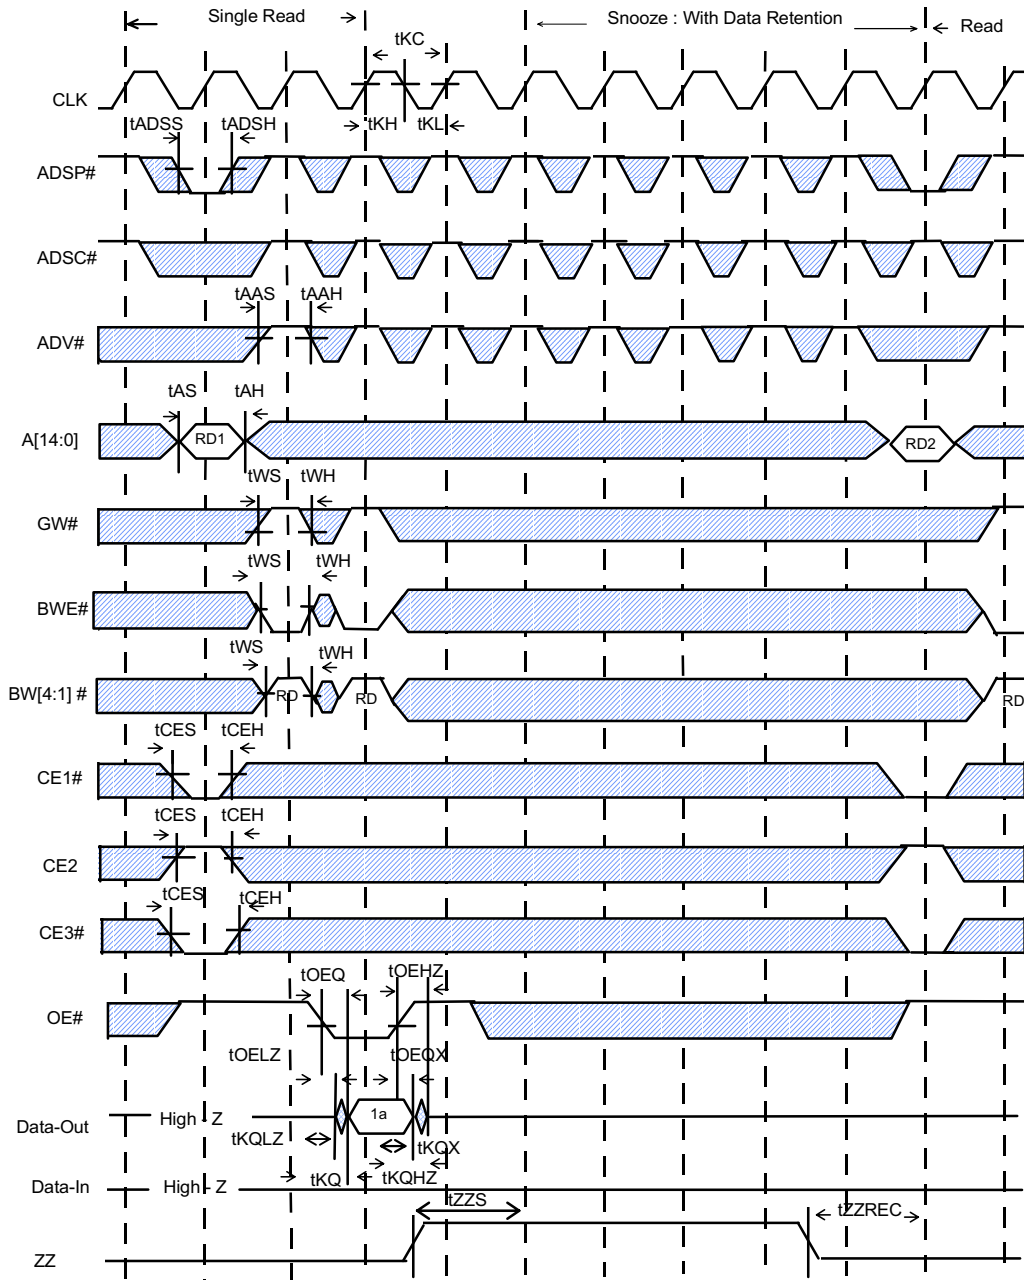 Single Read
Snooze : With Data Retention
Read
tKC
CLK
tKH
tKL
tADSS
tADSH
ADSP#
ADSC#
tAAS
tAAH
ADV#
tAS
tAH
A[14:0]
RD1
RD2
tWS
tWH
GW#
tWS
tWH
BWE#
tWS
tWH
BW[4:1] #
RD
RD
RD
tCES
tCEH
CE1#
tCES
tCEH
CE2
tCES
tCEH
CE3#
tOEQ
tOEHZ
OE#
tOELZ
tOEQX
Data-Out
High - Z
1a
tKQLZ
tKQX
tKQ
tKQHZ
Data-In
High - Z
tZZS
tZZREC
ZZ